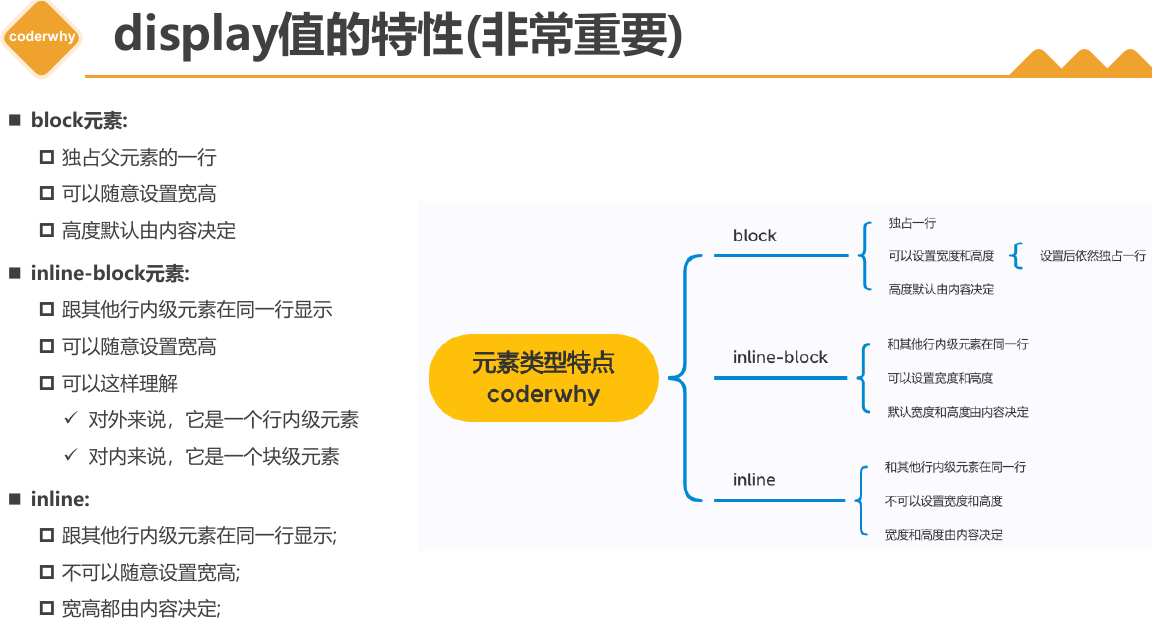 coderwhy
display值的特性(非常重要)
block元素:
独占父元素的一行
可以随意设置宽高
高度默认由内容决定
inline-block元素:
跟其他行内级元素在同一行显示
可以随意设置宽高
可以这样理解
对外来说，它是一个行内级元素
对内来说，它是一个块级元素
inline:
跟其他行内级元素在同一行显示;
不可以随意设置宽高;
宽高都由内容决定;
元素类型特点
coderwhy
block
独占一行
可以设置宽度和高度
设置后依然独占一行
高度默认由内容决定
inline-block
和其他行内级元素在同一行
可以设置宽度和高度
默认宽度和高度由内容决定
inline
和其他行内级元素在同一行
不可以设置宽度和高度
宽度和高度由内容决定